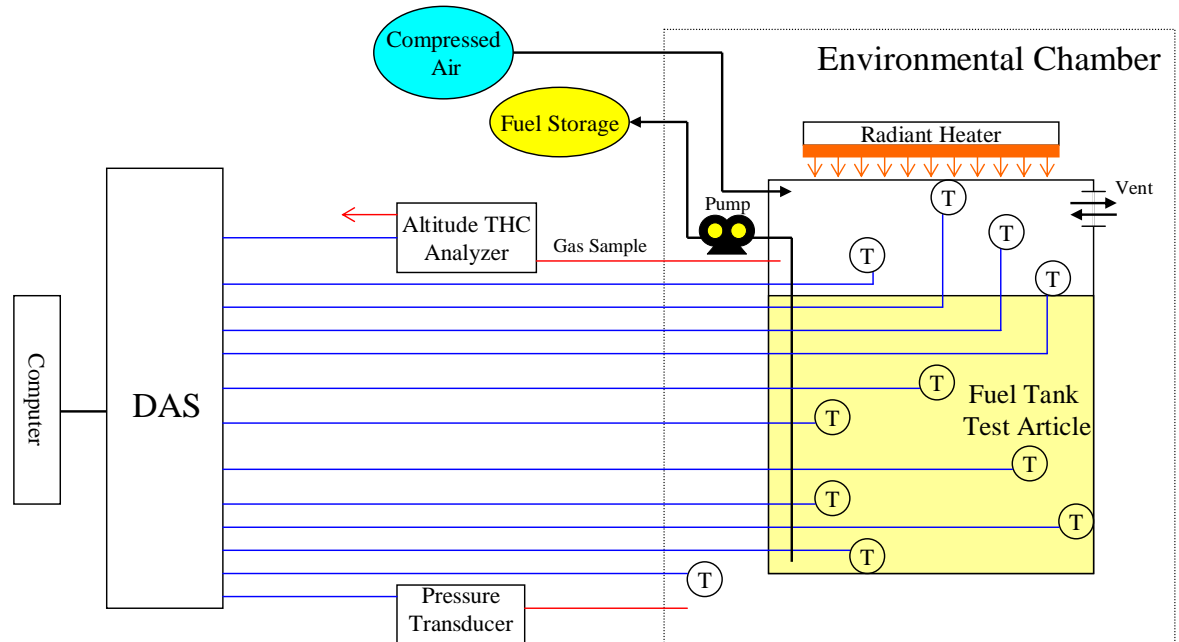 Compressed
Air
Environmental Chamber
Fuel Storage
Radiant Heater
Vent
T
Pump
Altitude THC
Analyzer
Gas Sample
T
T
T
Computer
DAS
T
T
Fuel Tank
Test Article
T
T
T
T
T
Pressure
Transducer